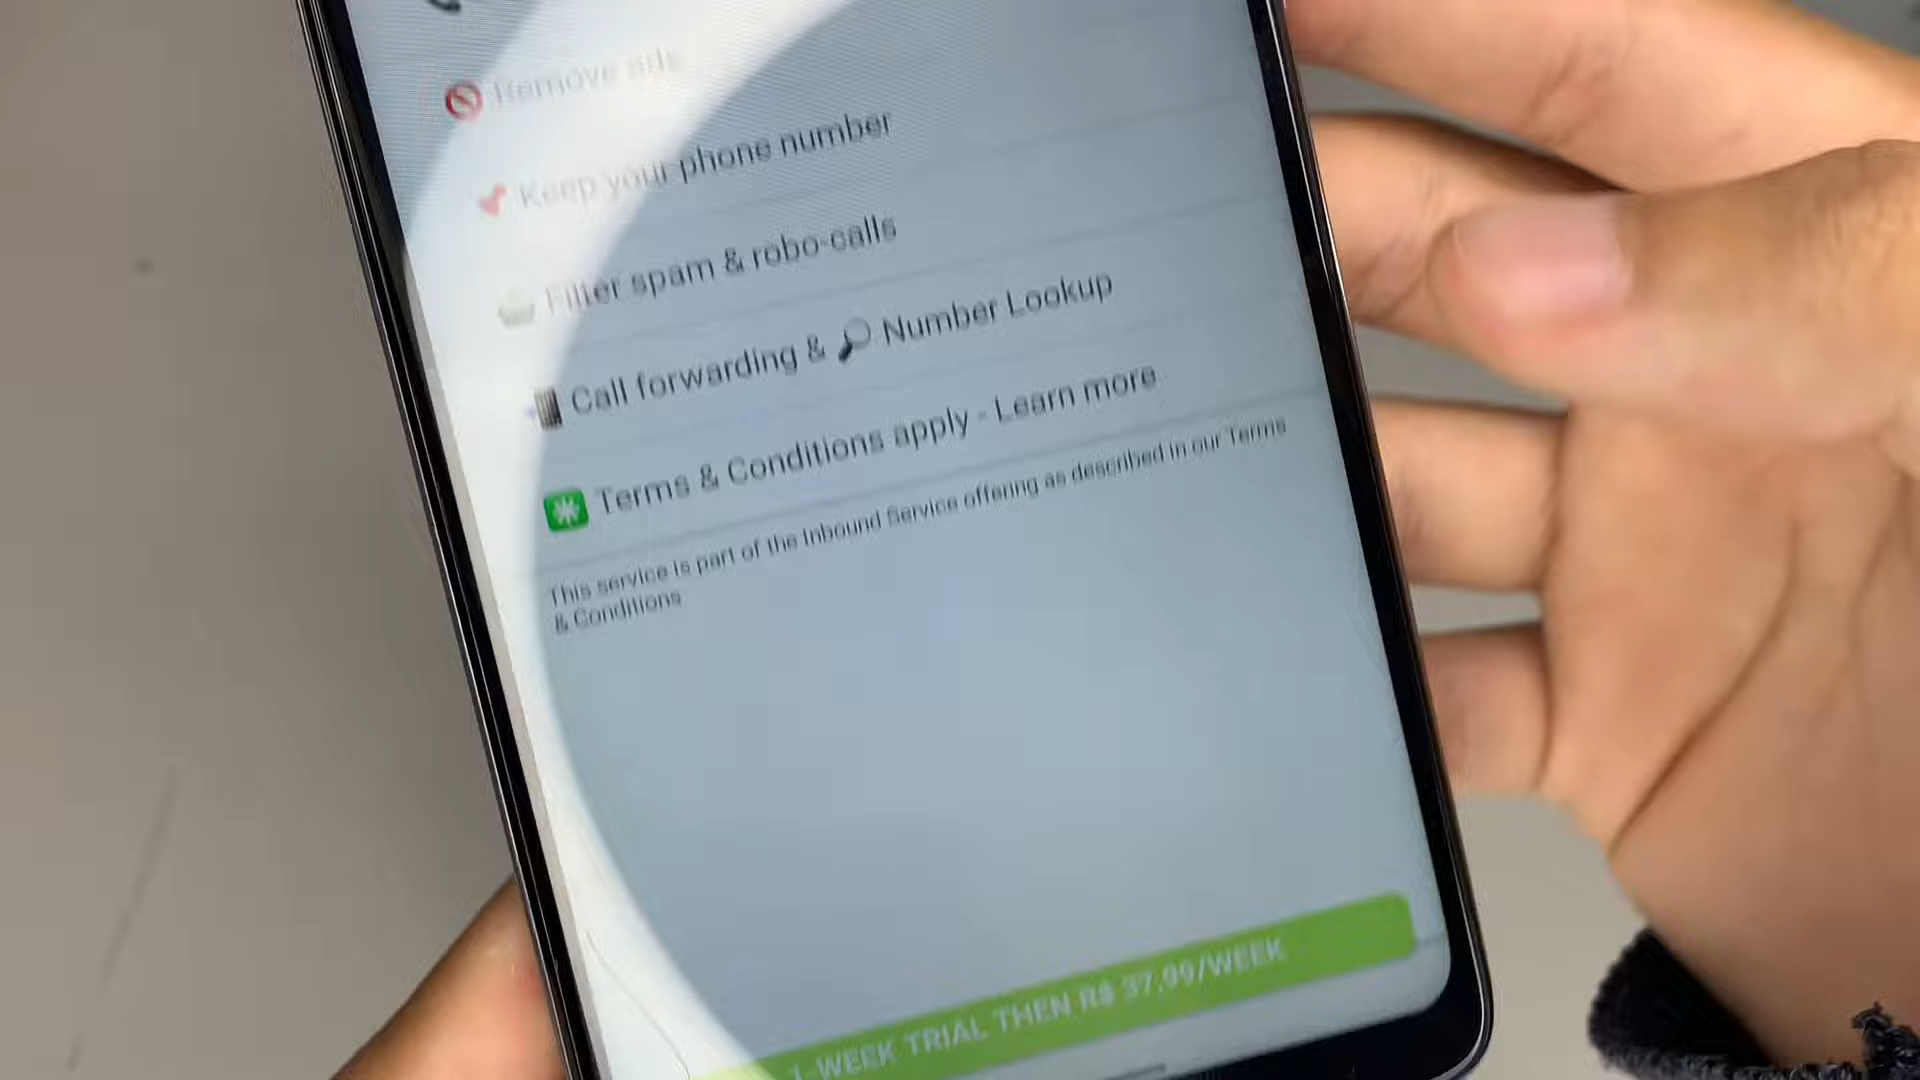 Remove ads
Keep your phone number
Filter spam & robo-calls
Call forwarding & Number Lookup
Terms & Conditions apply - Learn more
This service is part of the Inbound Service offering as described in our Terms
& Conditions
1-WEEK TRIAL THEN R$ 37,99/WEEK